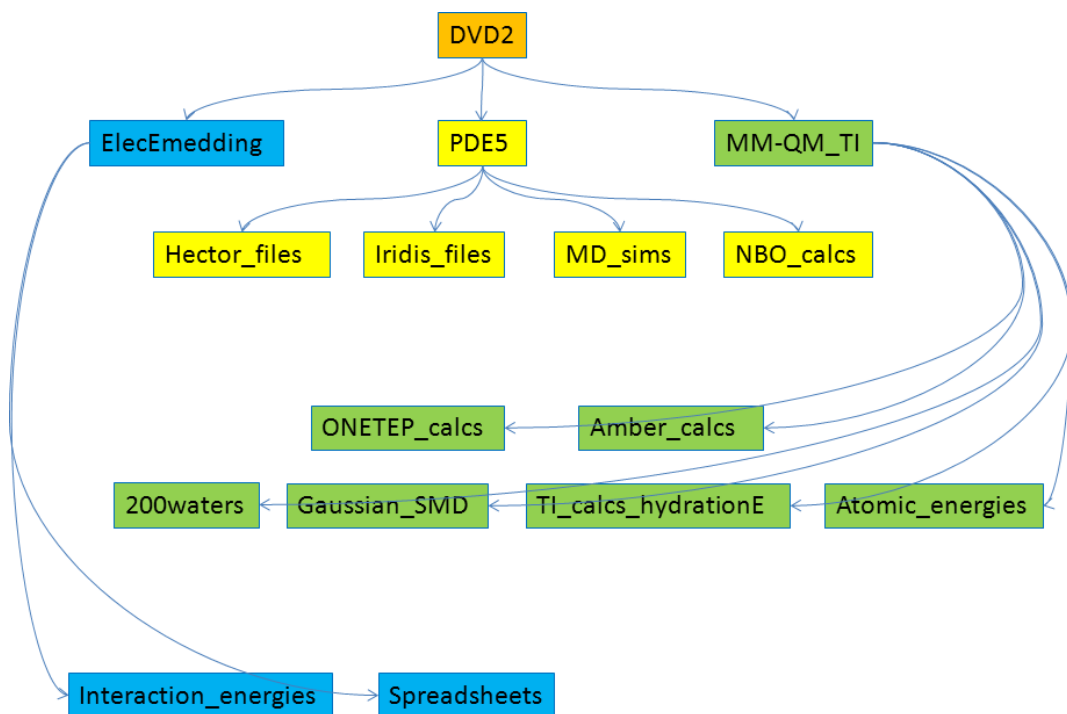 DVD2
ElecEmedding
PDE5
MM-QM_TI
Hector_files
Iridis_files
MD_sims
NBO_calcs
ONETEP_calcs
Amber_calcs
200waters
Gaussian_SMD
TI_calcs_hydrationE
Atomic_energies
Interaction_energies
Spreadsheets